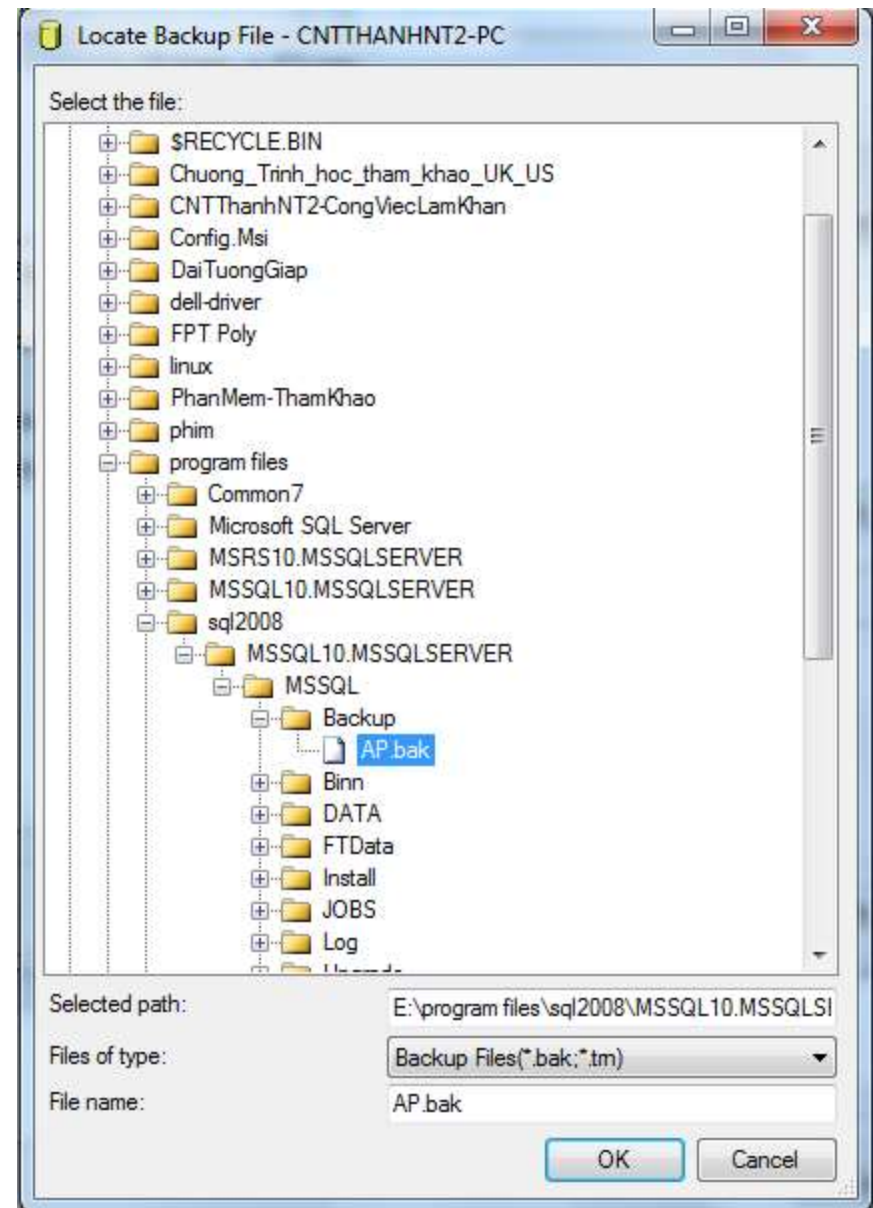 Locate Backup File - CNTTHANHNT2-PC
Select the file:
$RECYCLE.BIN
Chuong_Trinh_hoc_tham_khao_UK_US
CNTThanhNT2-CongViecLamKhan
Config.Msi
DaiTuongGiap
dell-driver
FPT Poly
linux
PhanMem-ThamKhao
phim
program files
Common7
Microsoft SQL Server
MSRS10.MSSQLSERVER
MSSQL10.MSSQLSERVER
sql2008
MSSQL10.MSSQLSERVER
MSSQL
Backup
AP.bak
Binn
DATA
FTData
Install
JOBS
Log
Selected path: E:\program files\sql2008\MSSQL10.MSSQLSI
Files of type: Backup Files(*.bak;*.trn)
File name: AP.bak
OK Cancel